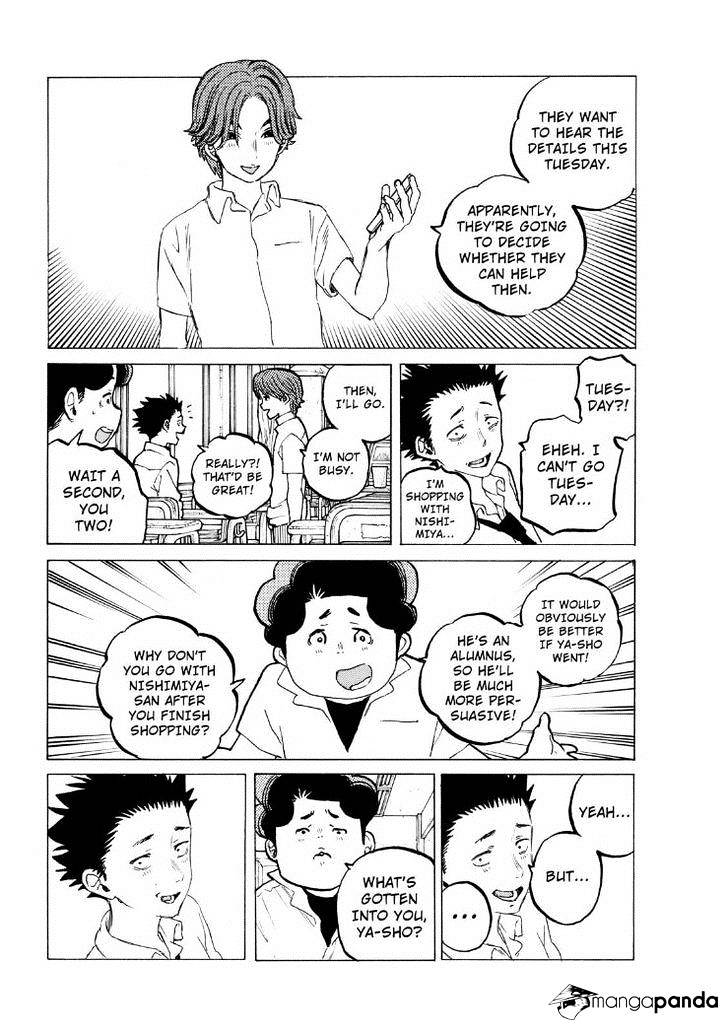 THEY WANT
TO HEAR THE
DETAILS THIS
TUESDAY.
APPARENTLY,
THEY'RE GOING
TO DECIDE
WHETHER THEY
CAN HELP
THEN.
THEN,
I'LL GO.
I'M NOT
BUSY.
REALLY?!
THAT'D BE
GREAT!
WAIT A
SECOND,
YOU
TWO!
TUES-
DAY?!
EHEH. I
CAN'T GO
TUES-
DAY...
I'M
SHOPPING
WITH
NISHI-
MIYA...
IT WOULD
OBVIOUSLY
BE BETTER
IF YA-SHO
WENT!
HE'S AN
ALUMNUS,
SO HE'LL
BE MUCH
MORE PER-
SUASIVE!
WHY DON'T
YOU GO WITH
NISHIMIYA-
SAN AFTER
YOU FINISH
SHOPPING?
YEAH...
BUT...
...
WHAT'S
GOTTEN
INTO YOU,
YA-SHO?
mangapanda